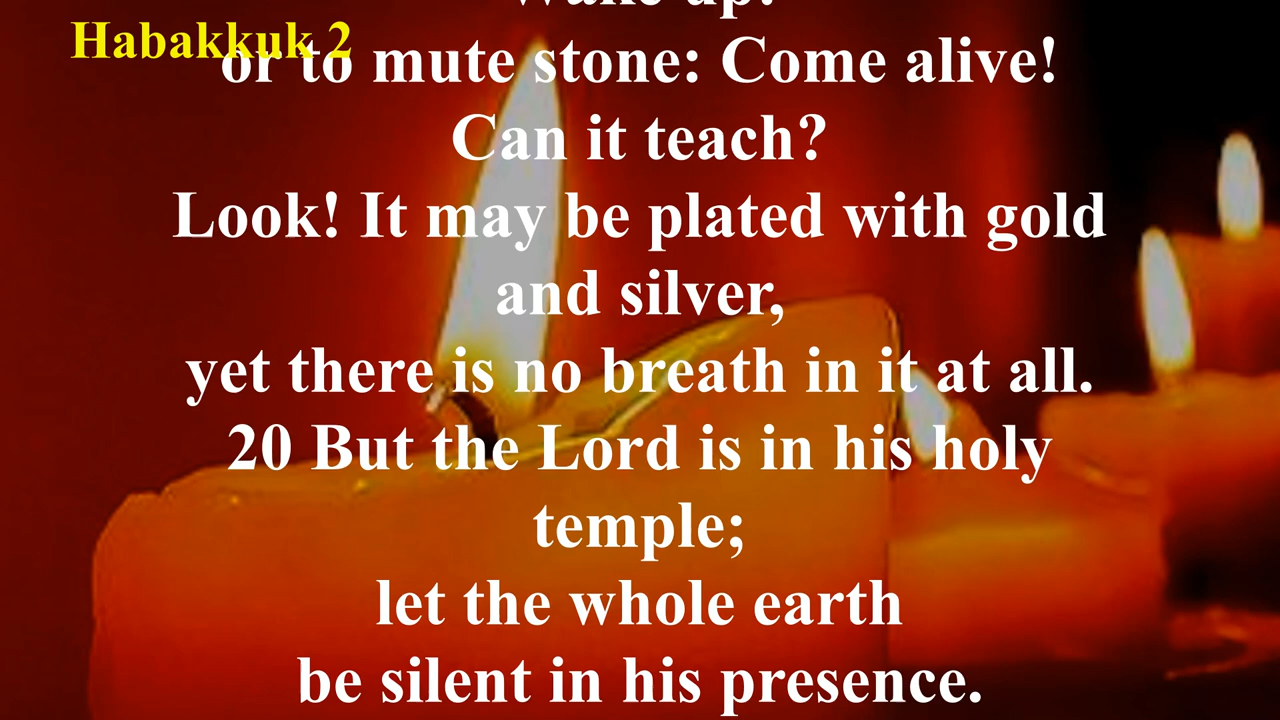 Wake up!
Habakkuk 2
or to mute stone: Come alive!
Can it teach?
Look! It may be plated with gold
and silver,
yet there is no breath in it at all.
20 But the Lord is in his holy
temple;
let the whole earth
be silent in his presence.